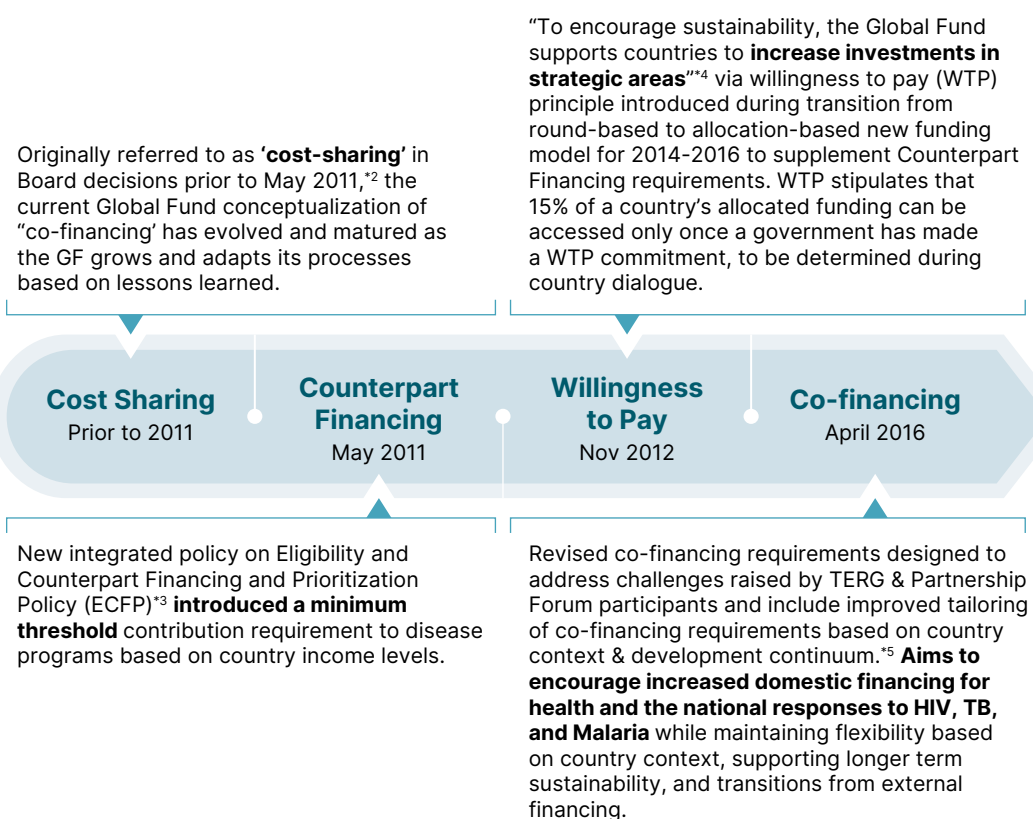 “To encourage sustainability, the Global Fund
supports countries to increase investments in
strategic areas”*4 via willingness to pay (WTP)
principle introduced during transition from
round-based to allocation-based new funding
model for 2014-2016 to supplement Counterpart
Financing requirements. WTP stipulates that
15% of a country’s allocated funding can be
accessed only once a government has made
a WTP commitment, to be determined during
country dialogue.
Originally referred to as ‘cost-sharing’ in
Board decisions prior to May 2011,*2 the
current Global Fund conceptualization of
“co-financing’ has evolved and matured as
the GF grows and adapts its processes
based on lessons learned.
Cost Sharing
Prior to 2011
Counterpart
Financing
May 2011
Willingness
to Pay
Nov 2012
Co-financing
April 2016
New integrated policy on Eligibility and
Counterpart Financing and Prioritization
Policy (ECFP)*3 introduced a minimum
threshold contribution requirement to disease
programs based on country income levels.
Revised co-financing requirements designed to
address challenges raised by TERG & Partnership
Forum participants and include improved tailoring
of co-financing requirements based on country
context & development continuum.*5 Aims to
encourage increased domestic financing for
health and the national responses to HIV, TB,
and Malaria while maintaining flexibility based
on country context, supporting longer term
sustainability, and transitions from external
financing.